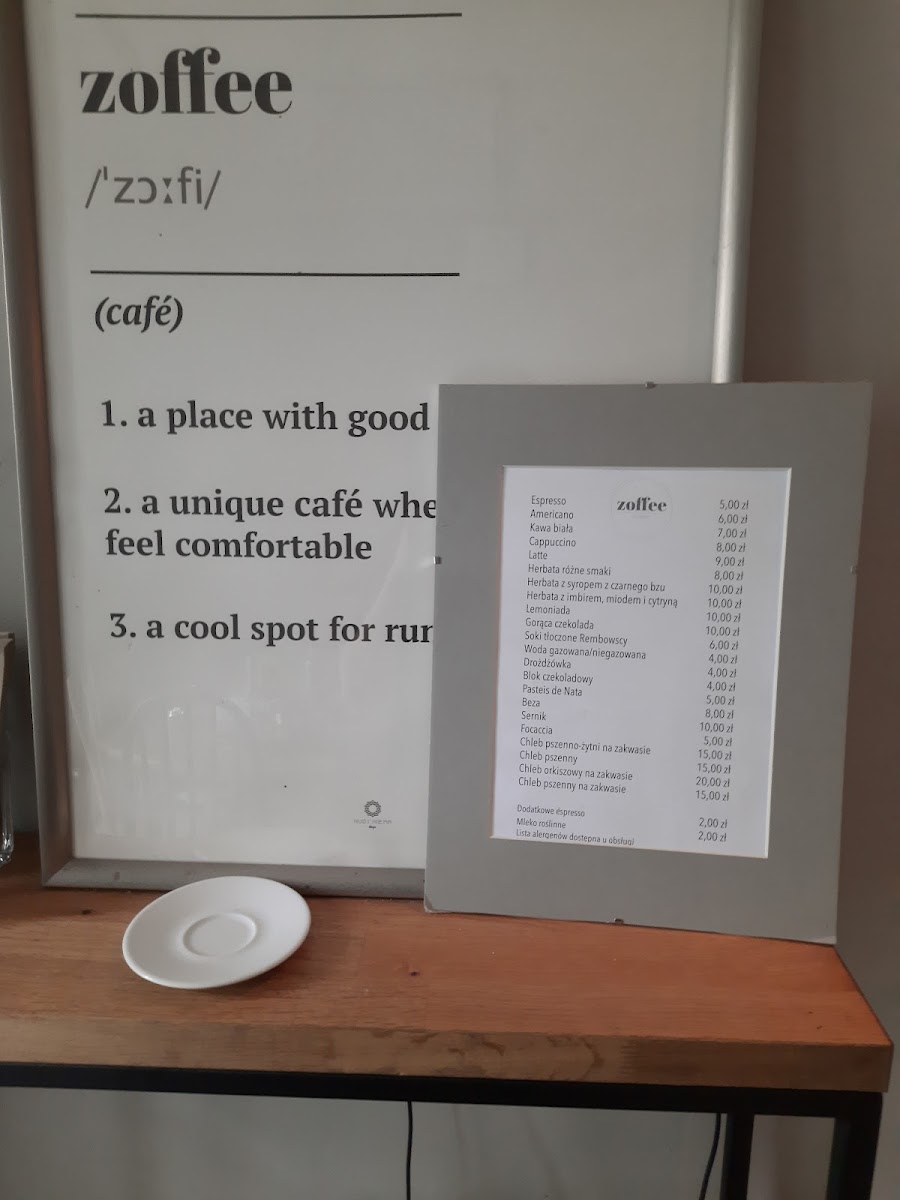 zoffee
/ˈzɔːfi/
(café)
1. a place with good
2. a unique café whe
feel comfortable
3. a cool spot for run
zoffee
Espresso 5,00 zł
Americano 6,00 zł
Kawa biała 7,00 zł
Cappuccino 8,00 zł
Latte 9,00 zł
Herbata różne smaki 8,00 zł
Herbata z syropem z czarnego bzu 10,00 zł
Herbata z imbirem, miodem i cytryną 10,00 zł
Lemoniada 10,00 zł
Gorąca czekolada 10,00 zł
Soki tłoczone Rembowscy 6,00 zł
Woda gazowana/niegazowana 4,00 zł
Drożdżówka 4,00 zł
Blok czekoladowy 4,00 zł
Pasteis de Nata 5,00 zł
Beza 8,00 zł
Sernik 10,00 zł
Focaccia 5,00 zł
Chleb pszenno-żytni na zakwasie 15,00 zł
Chleb pszenny 15,00 zł
Chleb orkiszowy na zakwasie 20,00 zł
Chleb pszenny na zakwasie 15,00 zł
Dodatkowe espresso 2,00 zł
Mleko roślinne 2,00 zł
Lista alergenów dostępna u obsługi